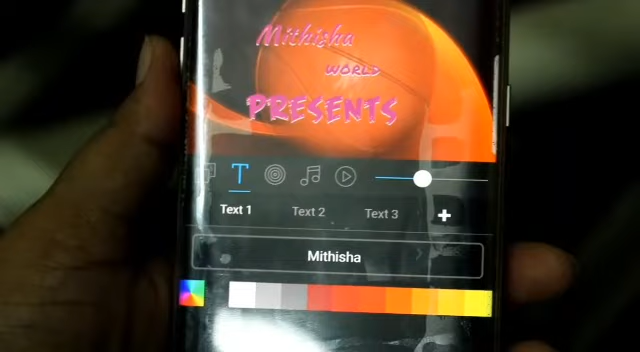 Mithisha
WORLD
PRESENTS
T
Text 1 Text 2 Text 3 +
Mithisha